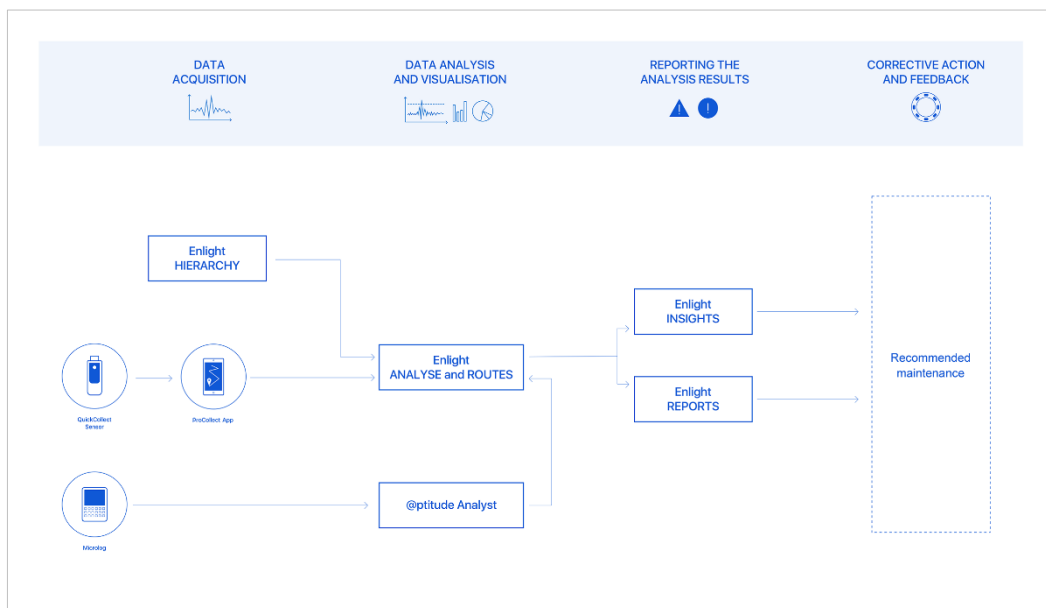 DATA
ACQUISITION
DATA ANALYSIS
AND VISUALISATION
REPORTING THE
ANALYSIS RESULTS
CORRECTIVE ACTION
AND FEEDBACK
Enlight
HIERARCHY
Enlight
INSIGHTS
Enlight
ANALYSE and ROUTES
Recommended
maintenance
Enlight
REPORTS
QuickCollect
Sensor
ProCollect App
@ptitude Analyst
Microlog